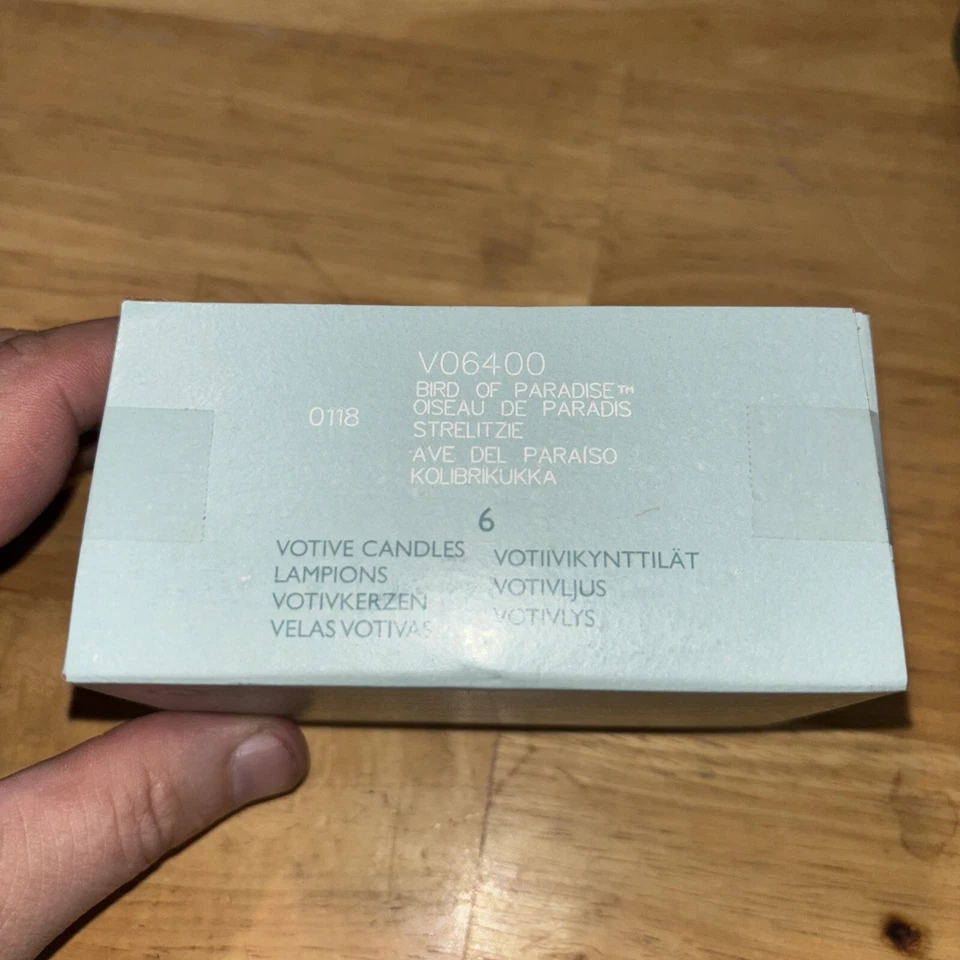 V06400
BIRD OF PARADISE™
OISEAU DE PARADIS
0118
STRELITZIE
AVE DEL PARAÍSO
KOLIBRIKUKKA
6
VOTIVE CANDLES
LAMPIONS
VOTIVKERZEN
VELAS VOTIVAS
VOTIIVIKYNTTILÄT
VOTIVLJUS
VOTIVLYS